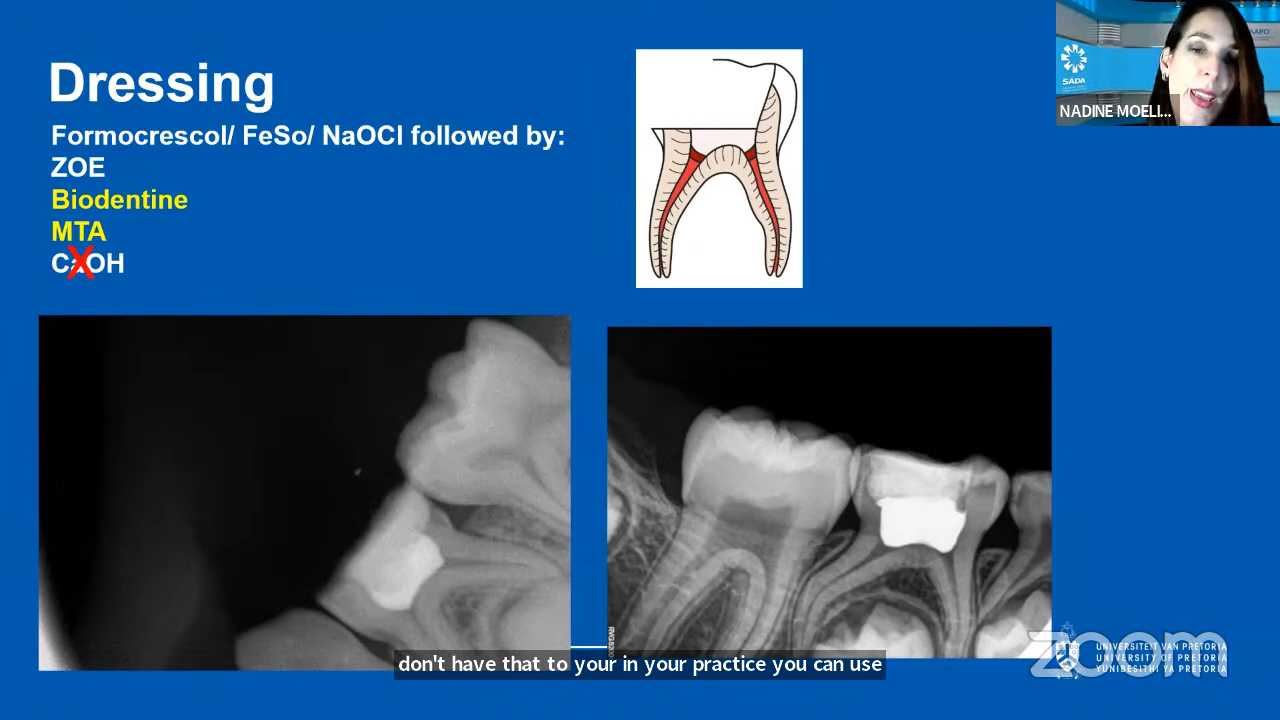 Dressing
Formocrescol/ FeSo/ NaOCl followed by:
ZOE
Biodentine
MTA
CaOH
SADA
NADINE MOELI...
don't have that to your in your practice you can use
zoom
UNIVERSITEIT VAN PRETORIA
UNIVERSITY OF PRETORIA
YUNIBESITHI YA PRETORIA